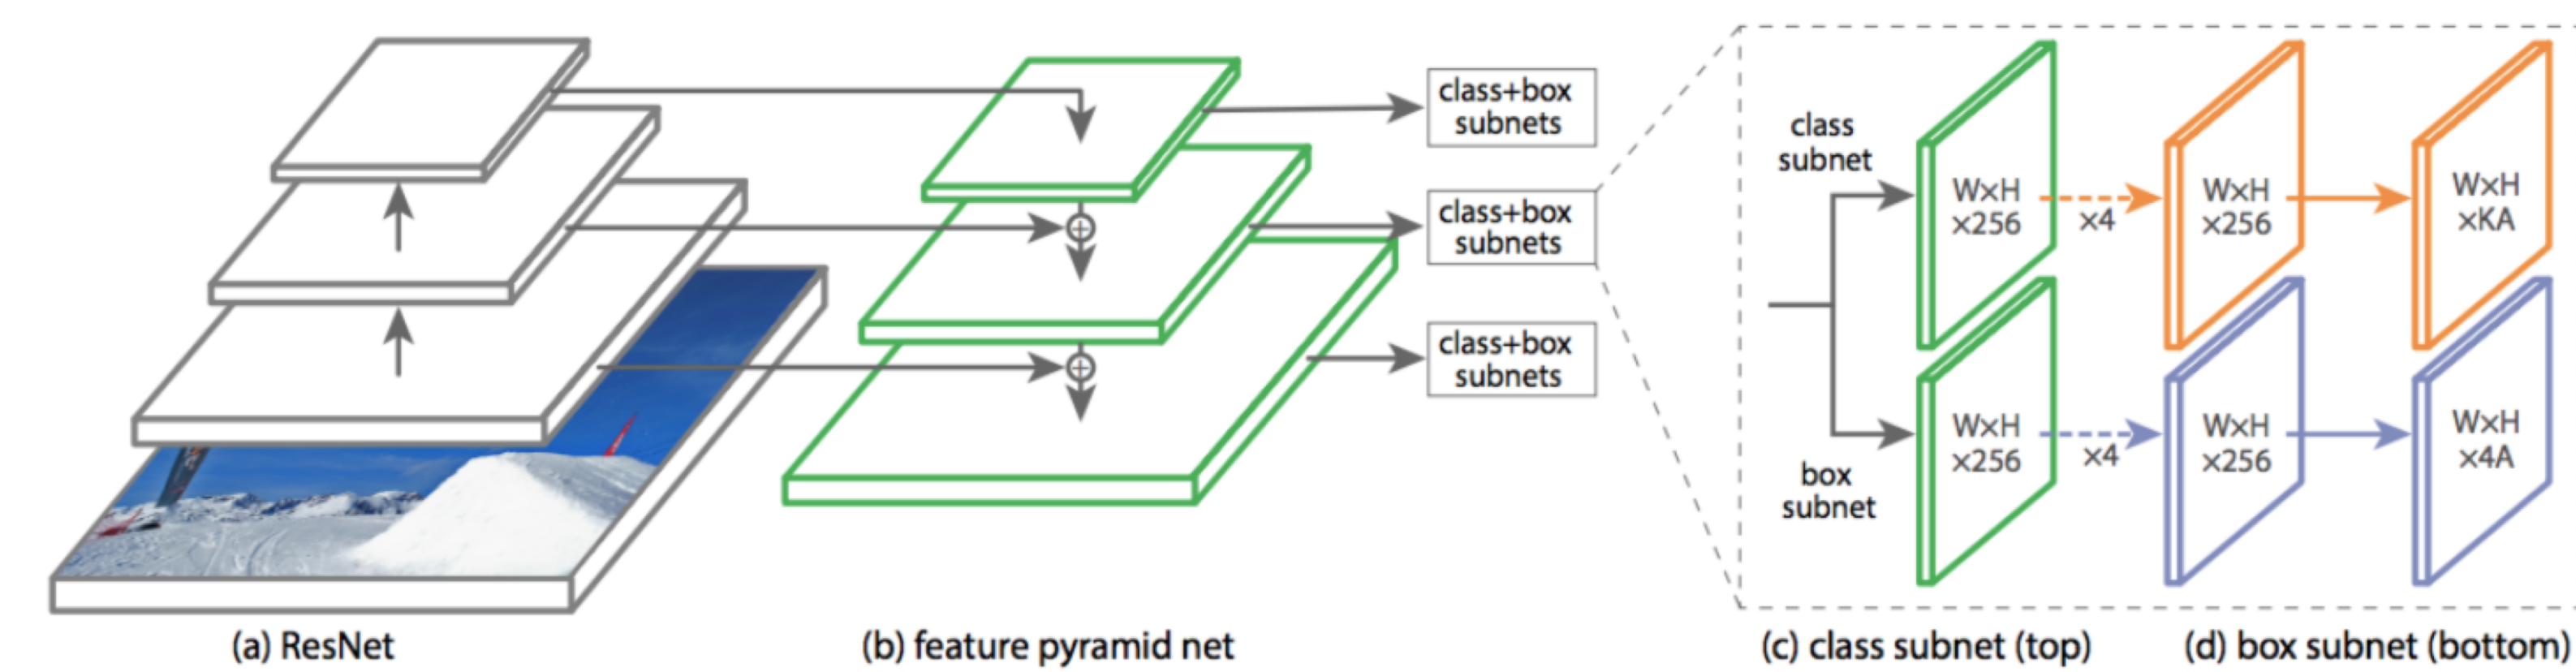 class+box
subnets
class+box
subnets
class+box
subnets
class
subnet
W×H
×256
×4
W×H
×256
W×H
×KA
box
subnet
W×H
×256
×4
W×H
×256
W×H
×4A
(a) ResNet
(b) feature pyramid net
(c) class subnet (top)
(d) box subnet (bottom)